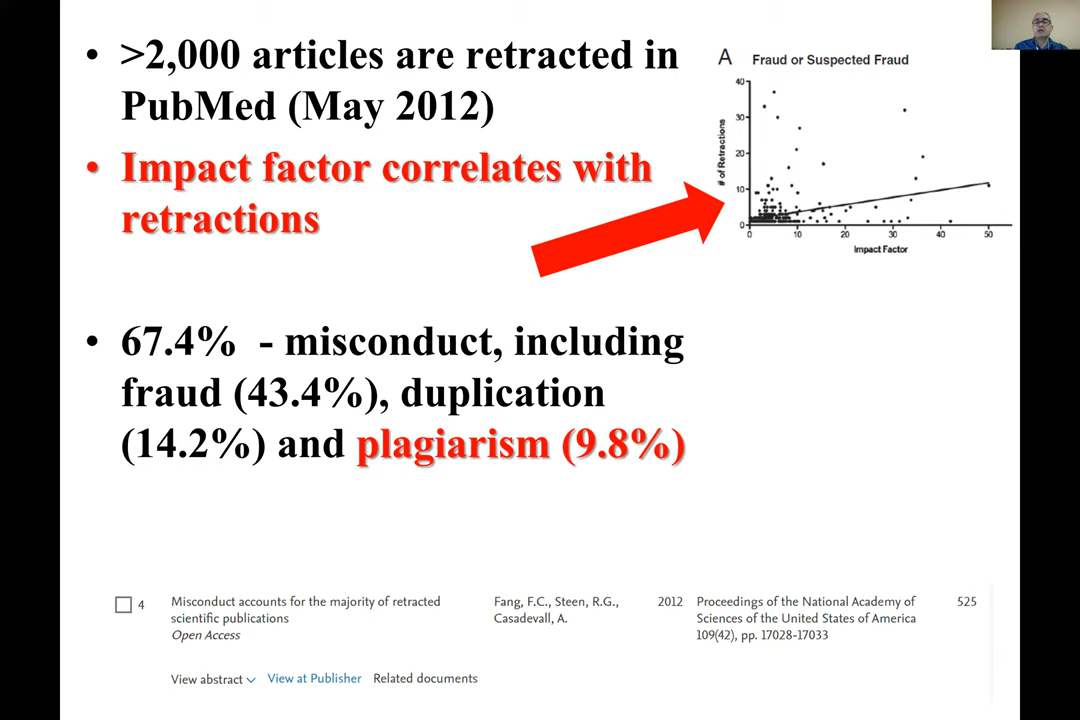 • >2,000 articles are retracted in
PubMed (May 2012)
• Impact factor correlates with
retractions
A Fraud or Suspected Fraud
40
30
20
10
0
# of Retractions
0 10 20 30 40 50
Impact Factor
• 67.4% - misconduct, including
fraud (43.4%), duplication
(14.2%) and plagiarism (9.8%)
4 Misconduct accounts for the majority of retracted
scientific publications
Open Access
Fang, F.C., Steen, R.G.,
Casadevall, A.
2012
Proceedings of the National Academy of
Sciences of the United States of America
109(42), pp. 17028-17033
525
View abstract View at Publisher Related documents